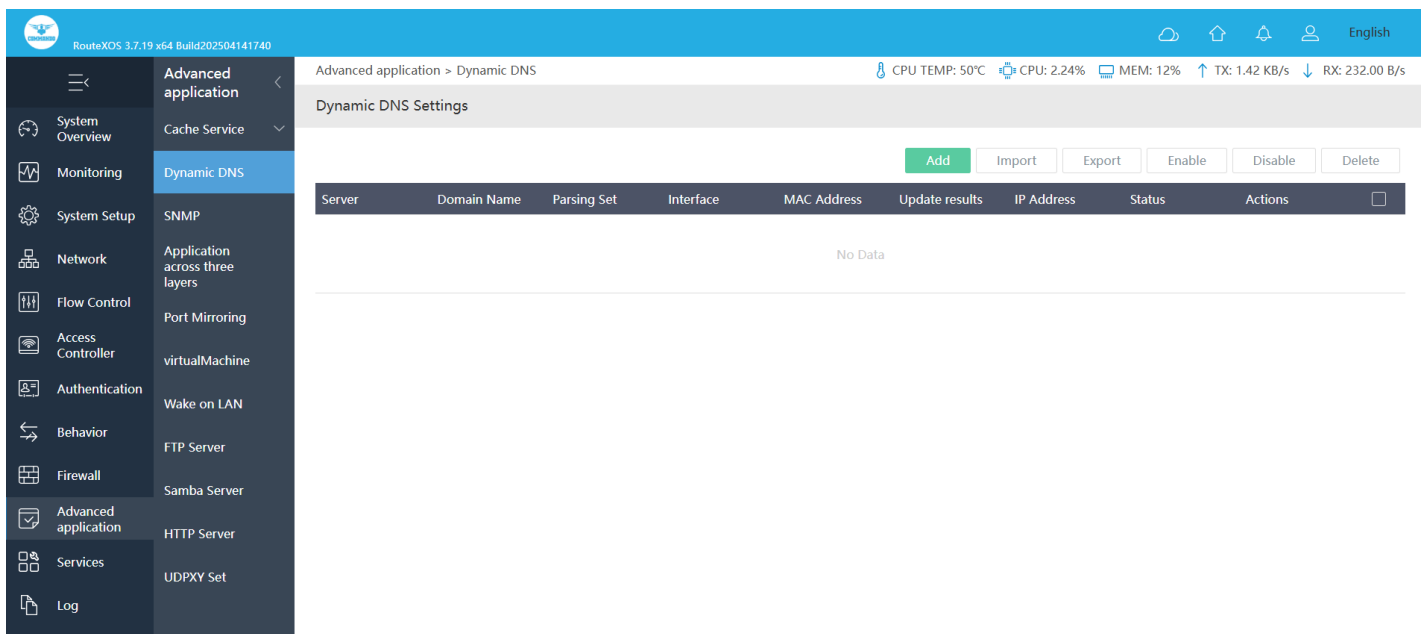 RouteXOS 3.7.19 x64 Build202504141740
English
System Overview
Monitoring
System Setup
Network
Flow Control
Access Controller
Authentication
Behavior
Firewall
Advanced application
Services
Log
Advanced application
Cache Service
Dynamic DNS
SNMP
Application across three layers
Port Mirroring
virtualMachine
Wake on LAN
FTP Server
Samba Server
HTTP Server
UDPXY Set
Advanced application > Dynamic DNS
CPU TEMP: 50℃ CPU: 2.24% MEM: 12% TX: 1.42 KB/s RX: 232.00 B/s
Dynamic DNS Settings
Add Import Export Enable Disable Delete
Server Domain Name Parsing Set Interface MAC Address Update results IP Address Status Actions
No Data